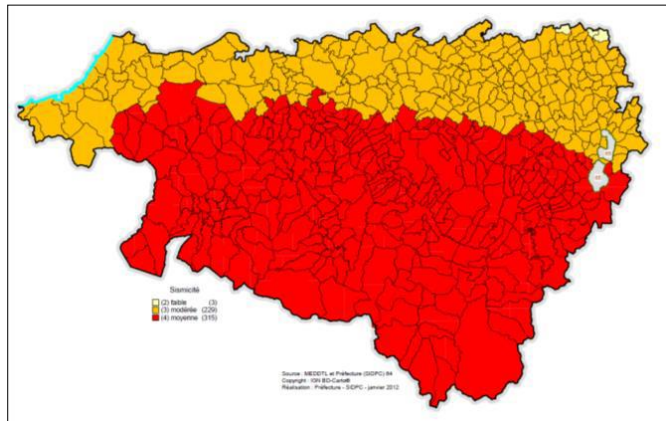 Sismicité
(2) faible (3)
(3) modérée (229)
(4) moyenne (315)
Source : MEDDTL et Préfecture (SIDPC) 64
Copyright : IGN BD-Carto®
Réalisation : Préfecture - SIDPC - janvier 2012